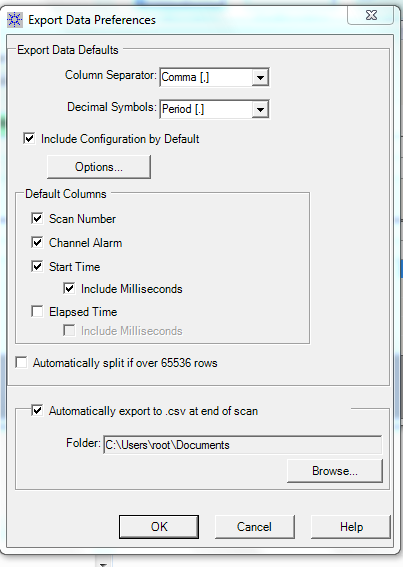 Export Data Preferences
Export Data Defaults
Column Separator: Comma [,]
Decimal Symbols: Period [.]
Include Configuration by Default
Options...
Default Columns
Scan Number
Channel Alarm
Start Time
Include Milliseconds
Elapsed Time
Include Milliseconds
Automatically split if over 65536 rows
Automatically export to .csv at end of scan
Folder: C:\Users\root\Documents
Browse...
OK Cancel Help